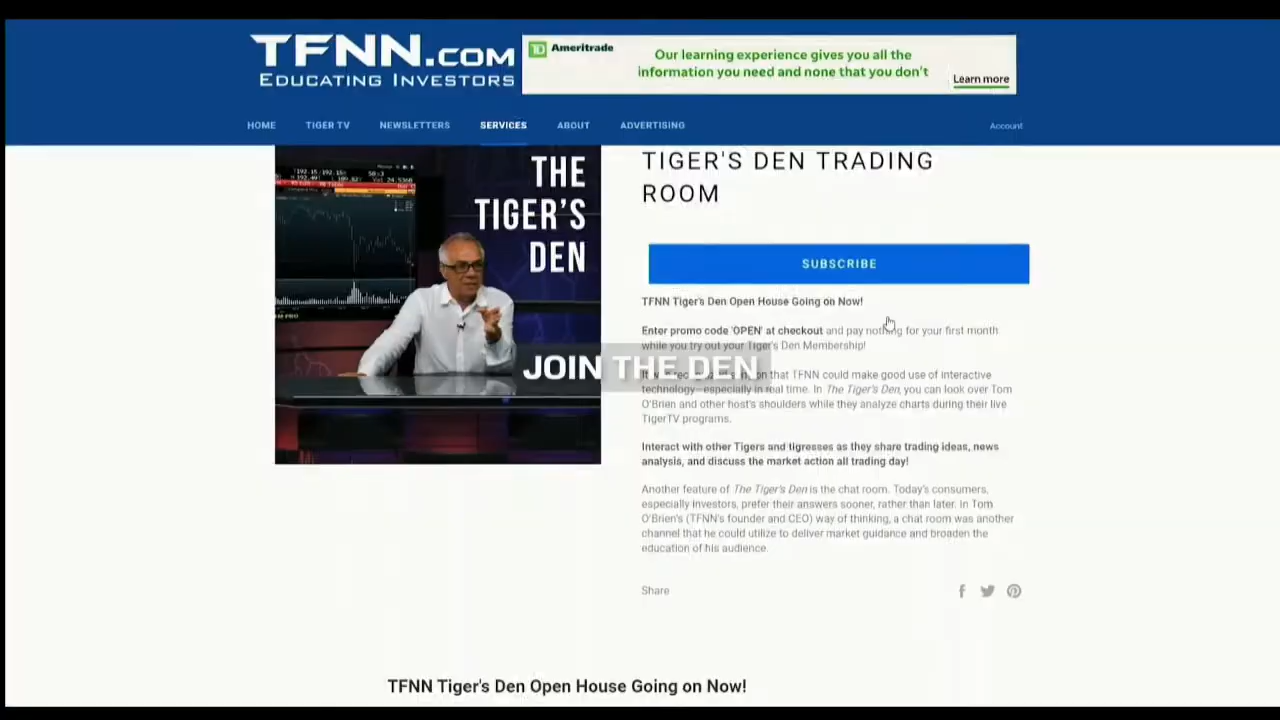 TFNN.COM
EDUCATING INVESTORS
TD Ameritrade
Our learning experience gives you all the
information you need and none that you don't
Learn more
HOME
TIGER TV
NEWSLETTERS
SERVICES
ABOUT
ADVERTISING
Account
THE
TIGER'S
DEN
TIGER'S DEN TRADING
ROOM
SUBSCRIBE
TFNN Tiger's Den Open House Going on Now!
Enter promo code 'OPEN' at checkout and pay nothing for your first month
while you try out your Tiger's Den Membership!
JOIN THE DEN
that TFNN could make good use of interactive
technology—especially in real time. In The Tiger's Den, you can look over Tom
O'Brien and other host's shoulders while they analyze charts during their live
TigerTV programs.
Interact with other Tigers and tigresses as they share trading ideas, news
analysis, and discuss the market action all trading day!
Another feature of The Tiger's Den is the chat room. Today's consumers,
especially investors, prefer their answers sooner, rather than later. In Tom
O'Brien's (TFNN's founder and CEO) way of thinking, a chat room was another
channel that he could utilize to deliver market guidance and broaden the
education of his audience.
Share
TFNN Tiger's Den Open House Going on Now!